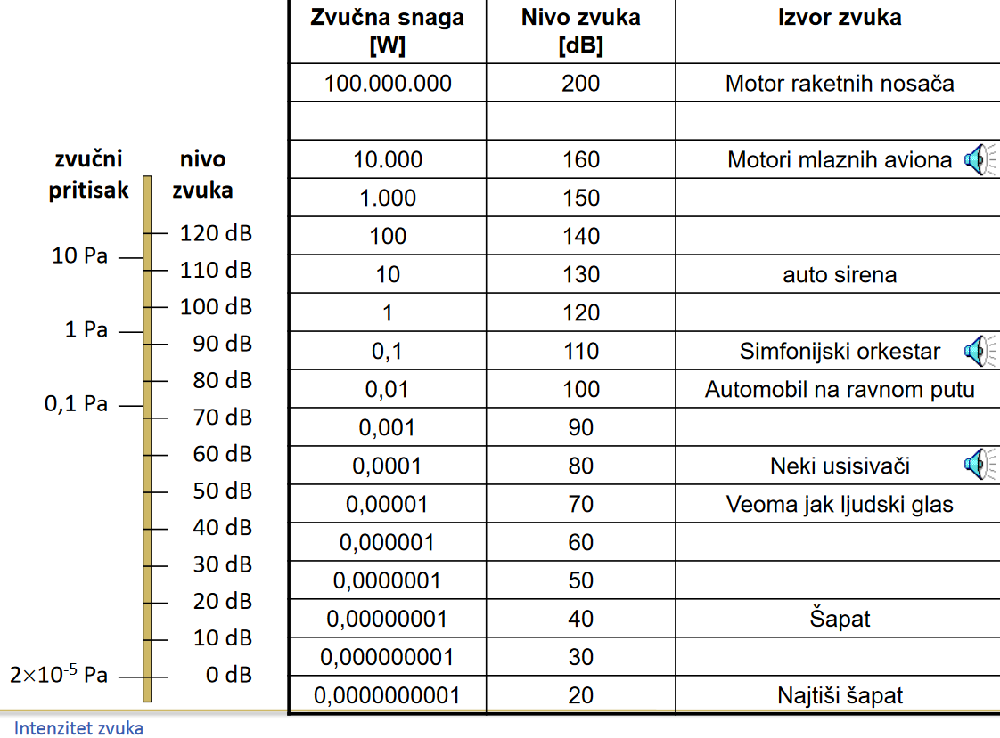 Zvučna snaga [W] Nivo zvuka [dB] Izvor zvuka
100.000.000 200 Motor raketnih nosača
10.000 160 Motori mlaznih aviona
1.000 150
100 140
10 130 auto sirena
1 120
0,1 110 Simfonijski orkestar
0,01 100 Automobil na ravnom putu
0,001 90
0,0001 80 Neki usisivači
0,00001 70 Veoma jak ljudski glas
0,000001 60
0,0000001 50
0,00000001 40 Šapat
0,000000001 30
0,0000000001 20 Najtiši šapat
zvučni pritisak
nivo zvuka
120 dB
10 Pa
110 dB
100 dB
1 Pa
90 dB
80 dB
0,1 Pa
70 dB
60 dB
50 dB
40 dB
30 dB
20 dB
10 dB
2×10⁻⁵ Pa 0 dB
Intenzitet zvuka